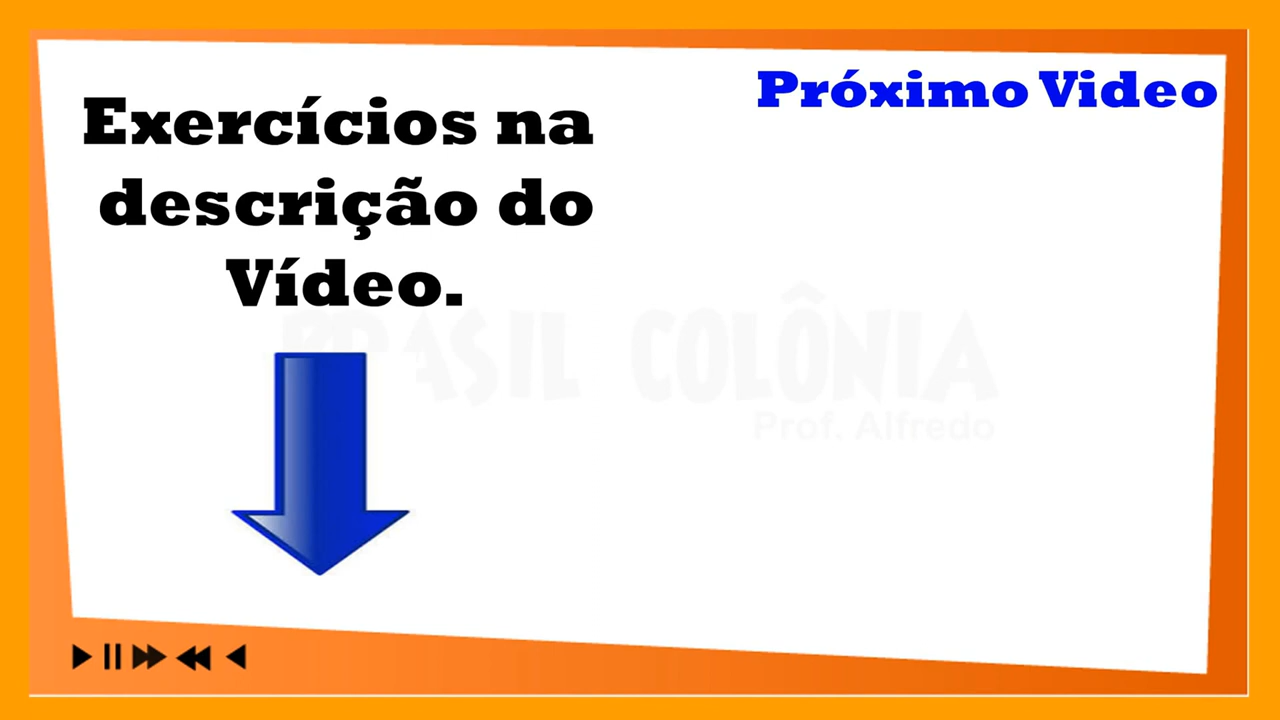 Próximo Video
Exercícios na
descrição do
Vídeo.
BRASIL COLÔNIA
Prof. Alfredo